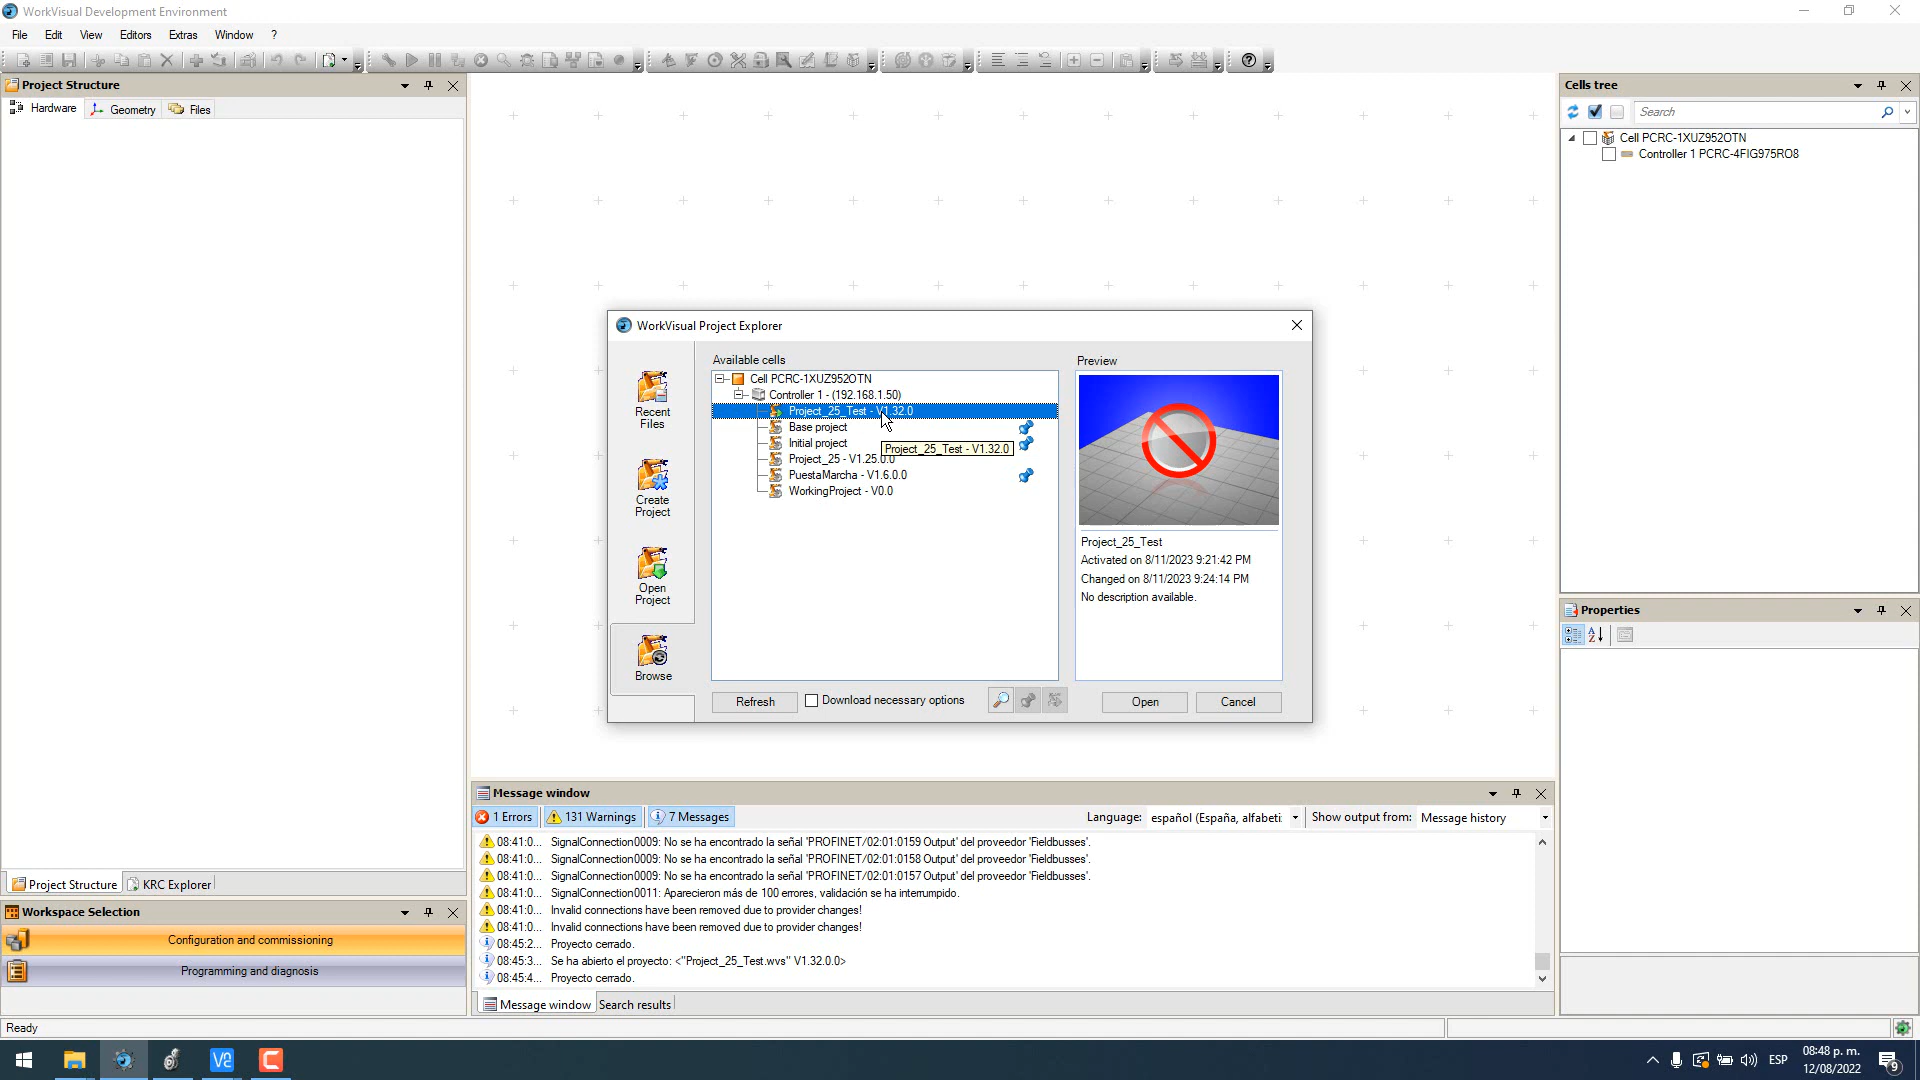 WorkVisual Development Environment
File Edit View Editors Extras Window ?
Project Structure
Hardware Geometry Files
Project Structure KRC Explorer
Workspace Selection
Configuration and commissioning
Programming and diagnosis
Ready
WorkVisual Project Explorer
Recent
Files
Create
Project
Open
Project
Browse
Available cells
Cell PCRC-1XUZ952OTN
Controller 1 - (192.168.1.50)
Project_25_Test - V1.32.0
Base project
Initial project
Project_25_Test - V1.32.0
Project_25 - V1.25.0.0
PuestaMarcha - V1.6.0.0
WorkingProject - V0.0
Refresh Download necessary options Open Cancel
Preview
Project_25_Test
Activated on 8/11/2023 9:21:42 PM
Changed on 8/11/2023 9:24:14 PM
No description available.
Message window
1 Errors 131 Warnings 7 Messages Language: español (España, alfabeti: Show output from: Message history
08:41:0... SignalConnection0009: No se ha encontrado la señal 'PROFINET/02:01:0159 Output' del proveedor 'Fieldbusses'.
08:41:0... SignalConnection0009: No se ha encontrado la señal 'PROFINET/02:01:0158 Output' del proveedor 'Fieldbusses'.
08:41:0... SignalConnection0009: No se ha encontrado la señal 'PROFINET/02:01:0157 Output' del proveedor 'Fieldbusses'.
08:41:0... SignalConnection0011: Aparecieron más de 100 errores, validación se ha interrumpido.
08:41:0... Invalid connections have been removed due to provider changes!
08:41:0... Invalid connections have been removed due to provider changes!
08:45:2... Proyecto cerrado.
08:45:3... Se ha abierto el proyecto: <"Project_25_Test.wvs" V1.32.0.0>
08:45:4... Proyecto cerrado.
Message window Search results
Cells tree
Search
Cell PCRC-1XUZ952OTN
Controller 1 PCRC-4FIG975RO8
Properties
ESP
08:48 p. m.
12/08/2022
9